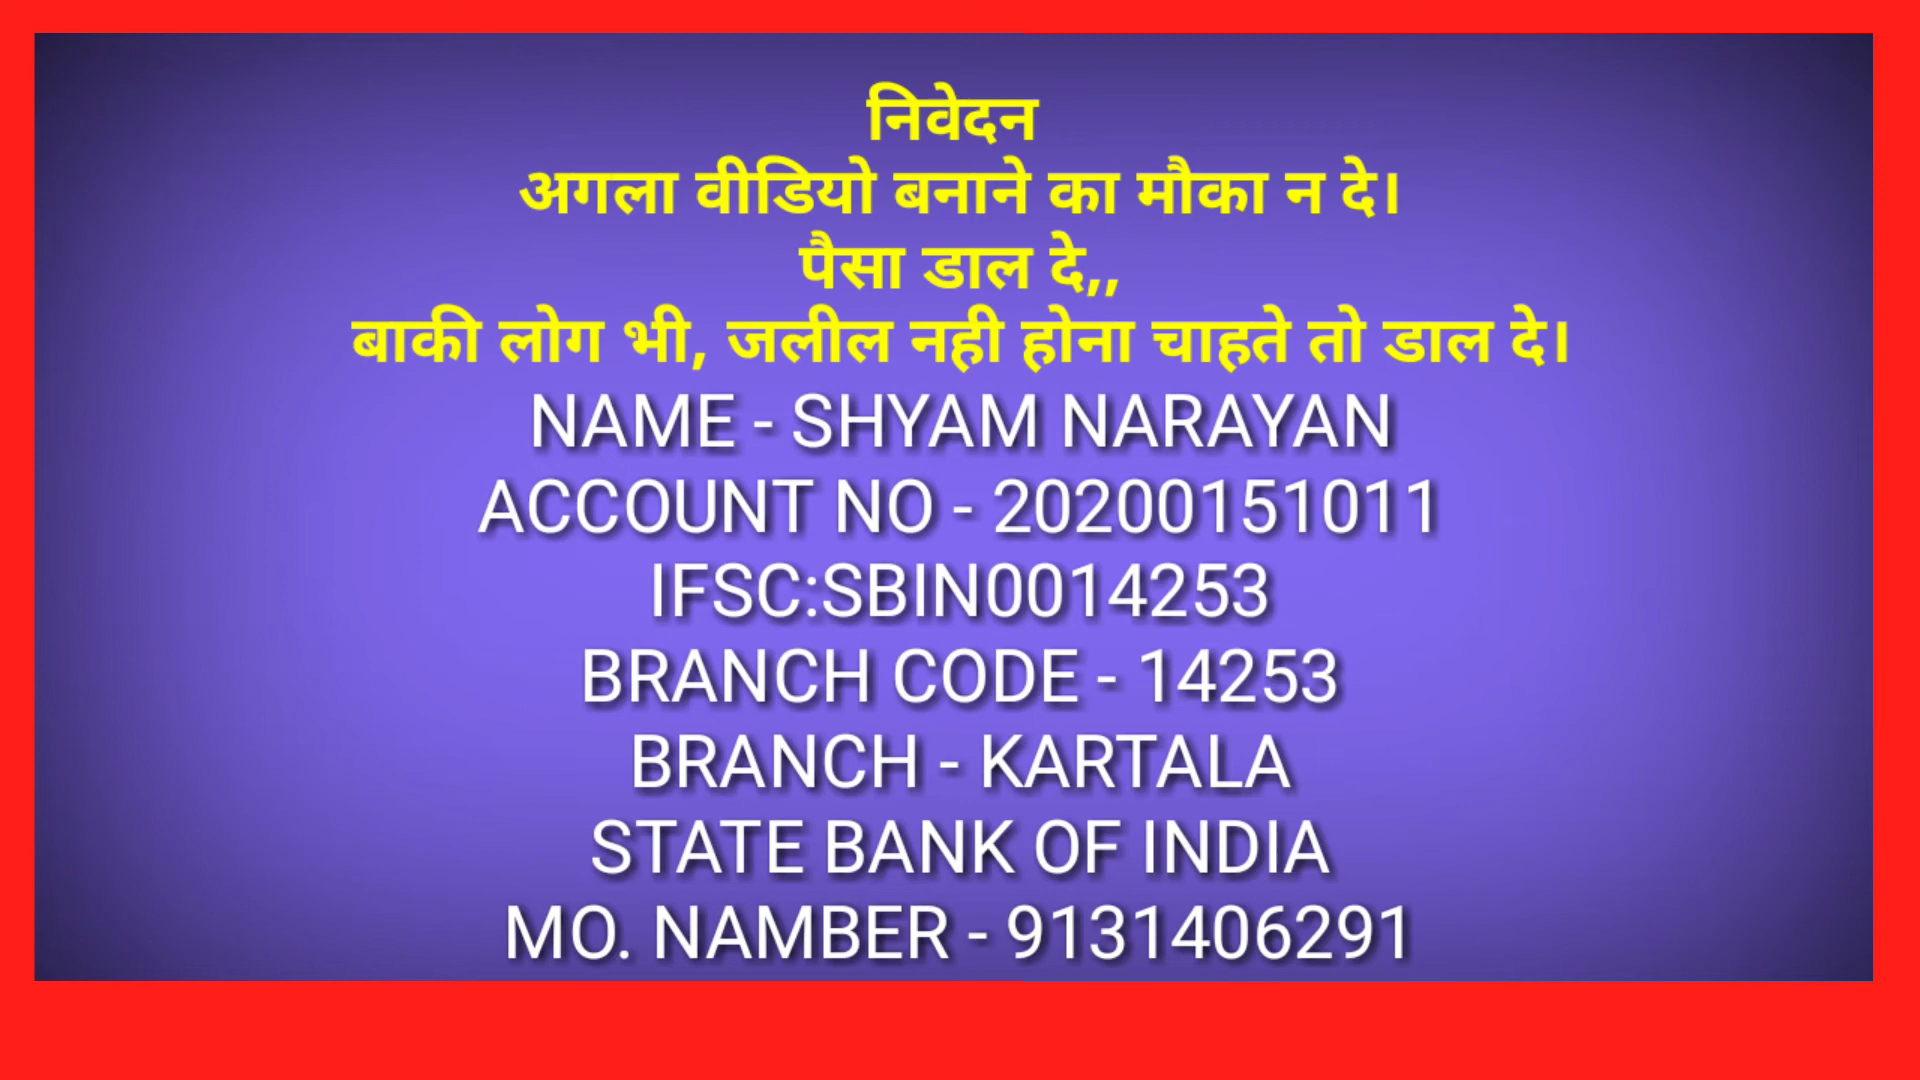 निवेदन
अगला वीडियो बनाने का मौका न दे।
पैसा डाल दे,,
बाकी लोग भी, जलील नही होना चाहते तो डाल दे।
NAME - SHYAM NARAYAN
ACCOUNT NO - 20200151011
IFSC:SBIN0014253
BRANCH CODE - 14253
BRANCH - KARTALA
STATE BANK OF INDIA
MO. NAMBER - 9131406291